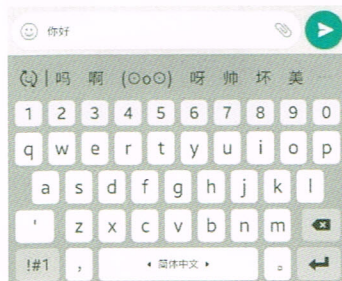 你好
吗 啊 (⊙o⊙) 呀 帅 坏 美 ...
1 2 3 4 5 6 7 8 9 0
q w e r t y u i o p
a s d f g h j k l
' z x c v b n m
!#1 , 简体中文 。